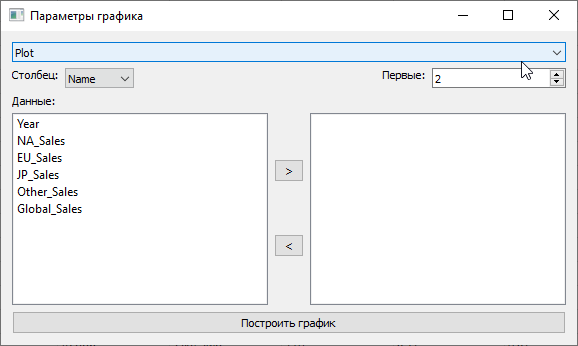 Параметры графика
Plot
Столбец: Name Первые: 2
Данные:
Year
NA_Sales
EU_Sales
JP_Sales
Other_Sales
Global_Sales
>
<
Построить график